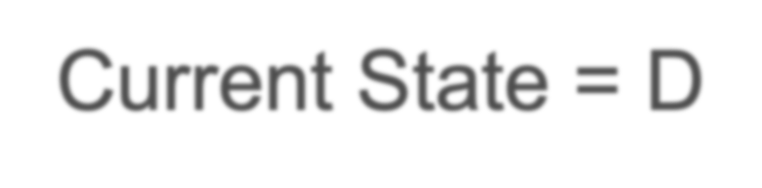 Current State = D